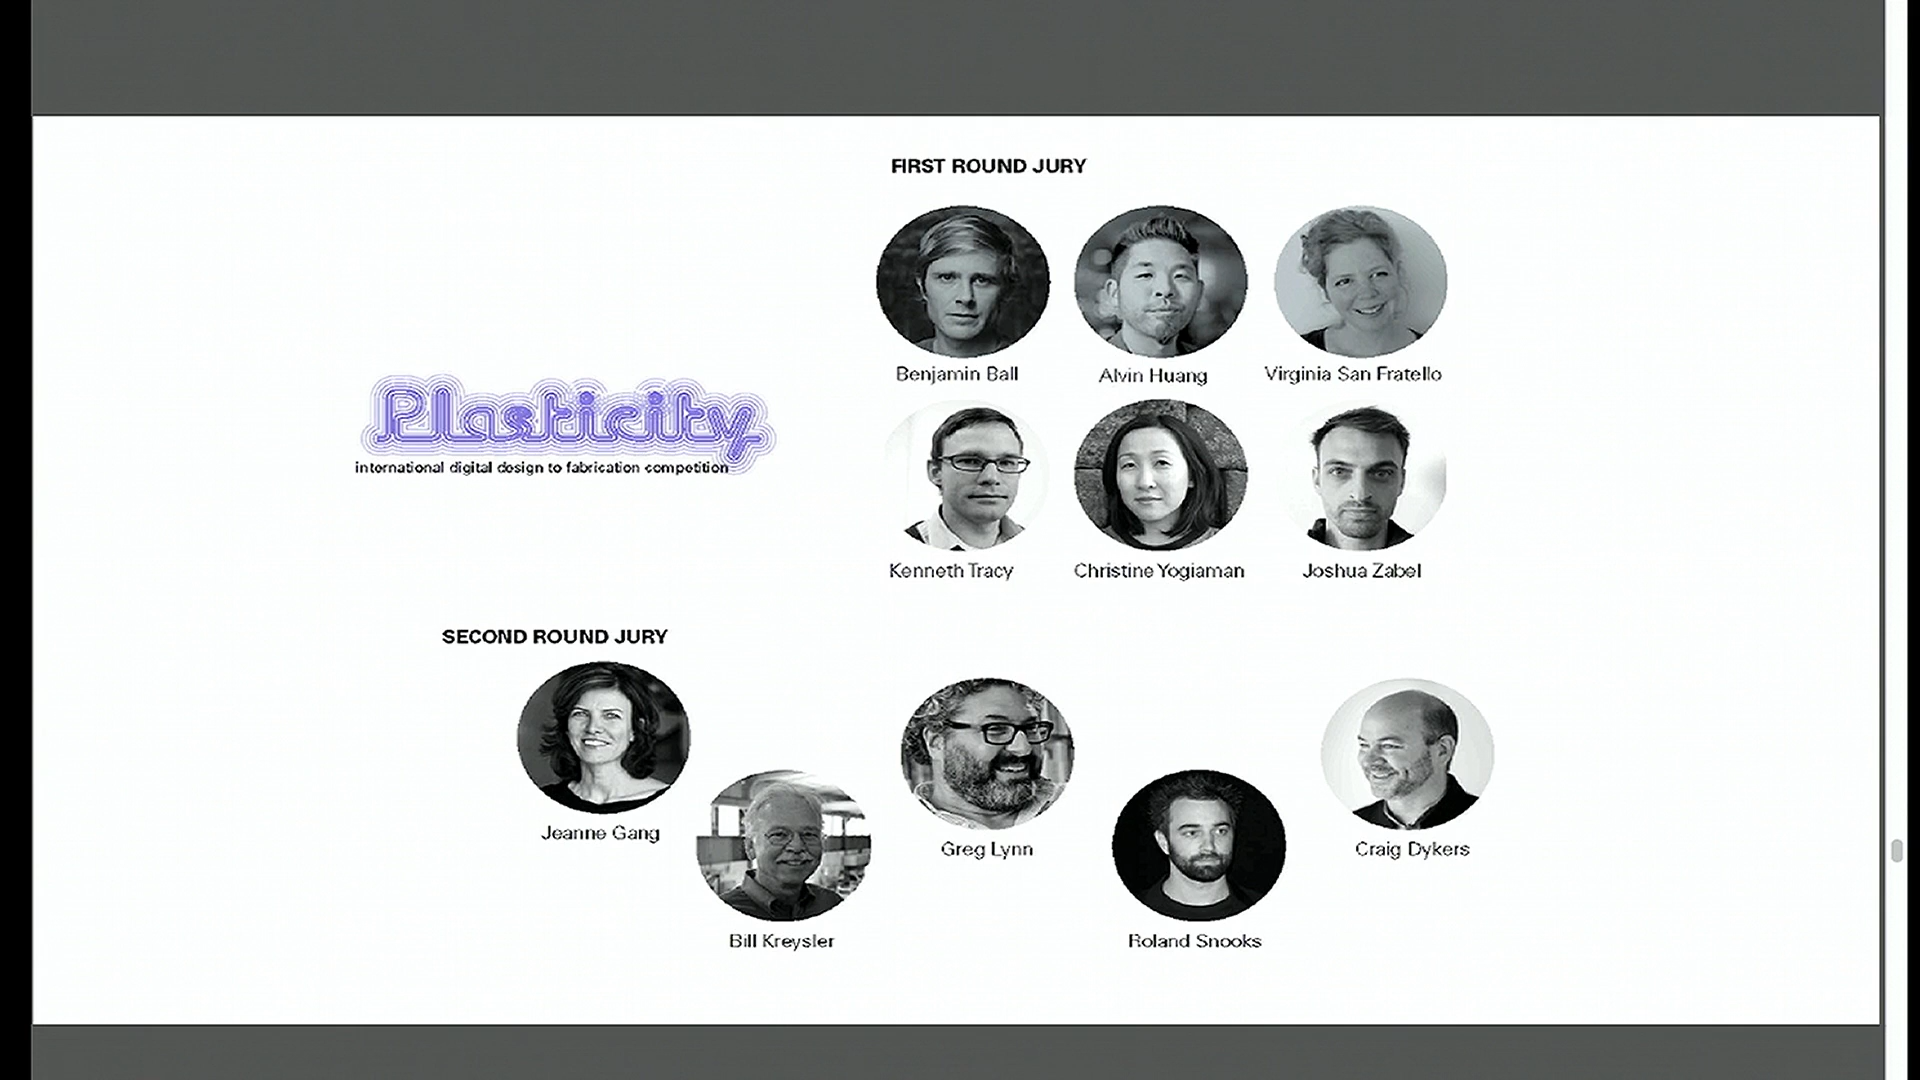 FIRST ROUND JURY
Benjamin Ball
Alvin Huang
Virginia San Fratello
Plasticity
international digital design to fabrication competition
Kenneth Tracy
Christine Yogiaman
Joshua Zabel
SECOND ROUND JURY
Jeanne Gang
Greg Lynn
Craig Dykers
Bill Kreysler
Roland Snooks